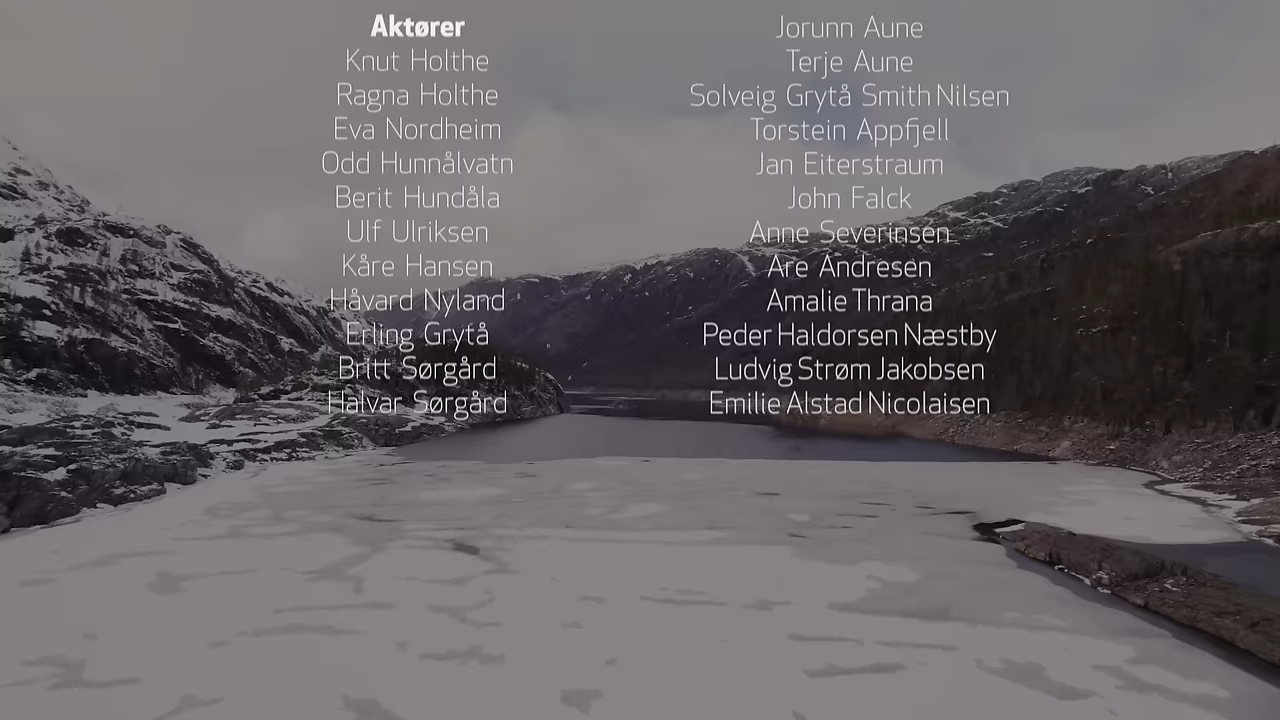 Aktører
Knut Holthe
Ragna Holthe
Eva Nordheim
Odd Hunnålvatn
Berit Hundåla
Ulf Ulriksen
Kåre Hansen
Håvard Nyland
Erling Grytå
Britt Sørgård
Halvar Sørgård
Jorunn Aune
Terje Aune
Solveig Grytå Smith Nilsen
Torstein Appfjell
Jan Eiterstraum
John Falck
Anne Severinsen
Are Andresen
Amalie Thrana
Peder Haldorsen Næstby
Ludvig Strøm Jakobsen
Emilie Alstad Nicolaisen